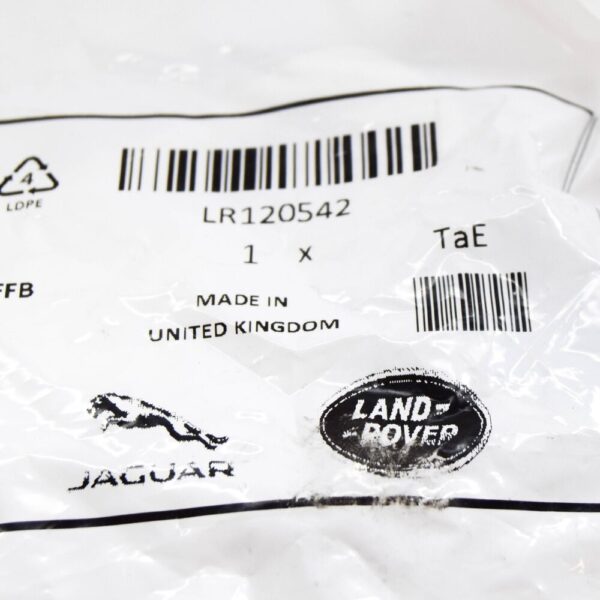 4
LDPE
LR120542
1 x
TaE
FFB
MADE IN
UNITED KINGDOM
JAGUAR
LAND-
-ROVER